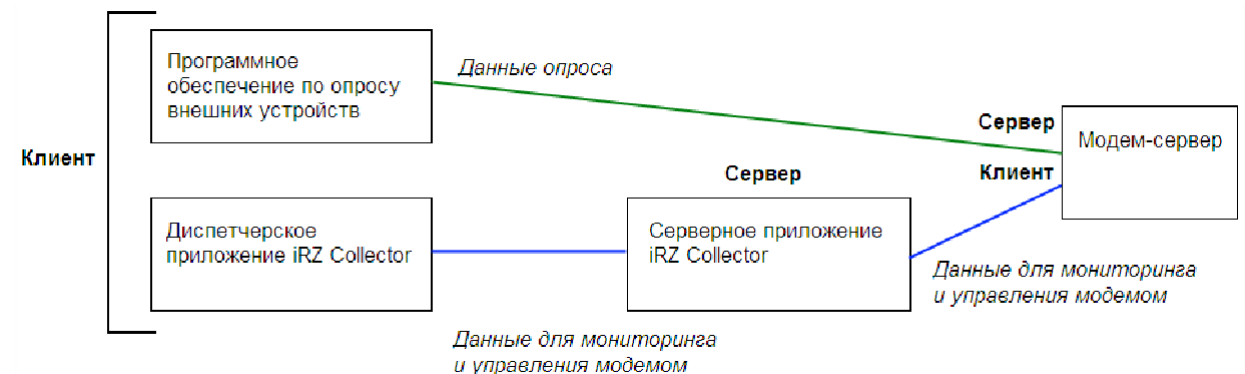 Программное
обеспечение по опросу
внешних устройств
Данные опроса
Сервер
Модем-сервер
Клиент
Клиент
Сервер
Диспетчерское
приложение iRZ Collector
Серверное приложение
iRZ Collector
Данные для мониторинга
и управления модемом
Данные для мониторинга
и управления модемом